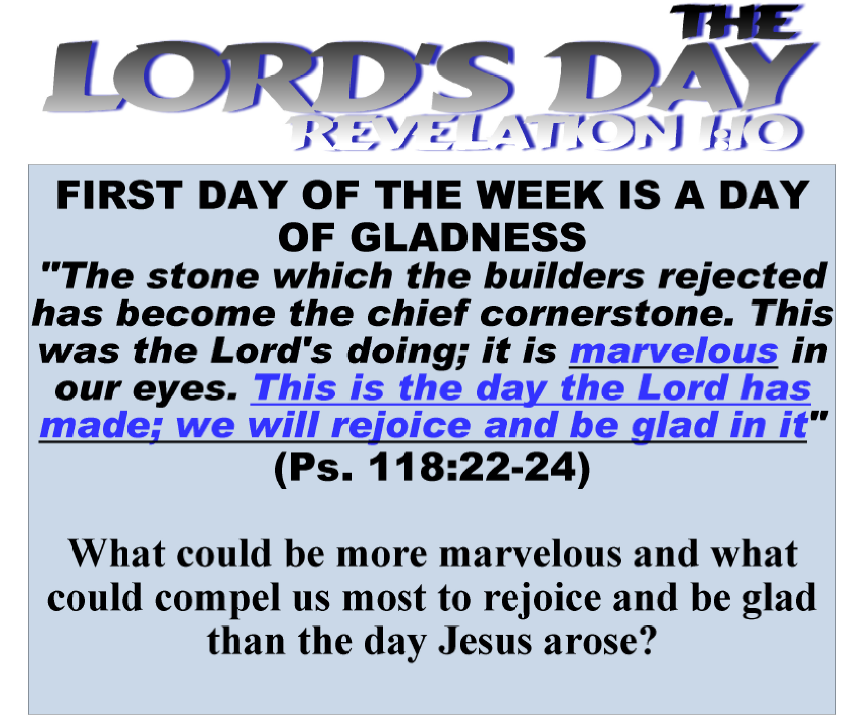 THE
LORD'S DAY
REVELATION 1:10
FIRST DAY OF THE WEEK IS A DAY
OF GLADNESS
"The stone which the builders rejected
has become the chief cornerstone. This
was the Lord's doing; it is marvelous in
our eyes. This is the day the Lord has
made; we will rejoice and be glad in it"
(Ps. 118:22-24)
What could be more marvelous and what
could compel us most to rejoice and be glad
than the day Jesus arose?